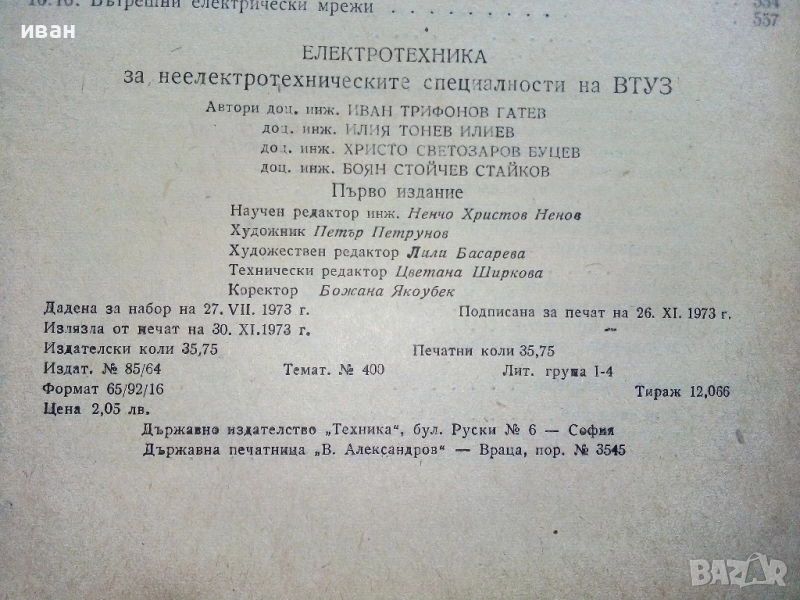 10.16. Вътрешни електрически мрежи . . . . . . . . 554
557
иван
ЕЛЕКТРОТЕХНИКА
за неелектротехническите специалности на ВТУЗ
Автори доц. инж. ИВАН ТРИФОНОВ ГАТЕВ
доц. инж. ИЛИЯ ТОНЕВ ИЛИЕВ
доц. инж. ХРИСТО СВЕТОЗАРОВ БУЦЕВ
доц. инж. БОЯН СТОЙЧЕВ СТАЙКОВ
Първо издание
Научен редактор инж. Ненчо Христов Ненов
Художник Петър Петрунов
Художествен редактор Лили Басарева
Технически редактор Цветана Ширкова
Коректор Божана Якоубек
Дадена за набор на 27. VII. 1973 г. Подписана за печат на 26. XI. 1973 г.
Излязла от печат на 30. XI.1973 г.
Издателски коли 35,75 Печатни коли 35,75
Издат. № 85/64 Темат. № 400 Лит. група I-4
Формат 65/92/16 Тираж 12,066
Цена 2,05 лв.
Държавно издателство „Техника“, бул. Руски № 6 — София
Държавна печатница „В. Александров“ — Враца, пор. № 3545
BAZAR